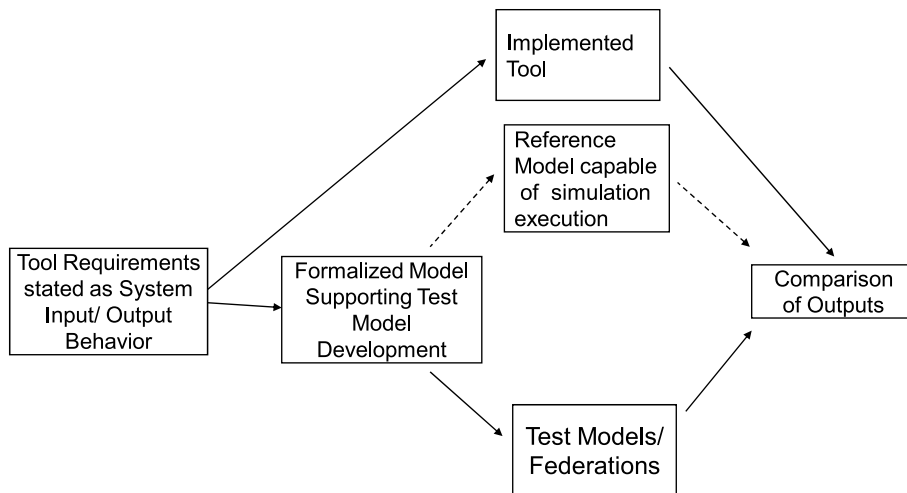 Implemented
Tool
Reference
Model capable
of simulation
execution
Tool Requirements
stated as System
Input/ Output
Behavior
Formalized Model
Supporting Test
Model
Development
Comparison
of Outputs
Test Models/
Federations